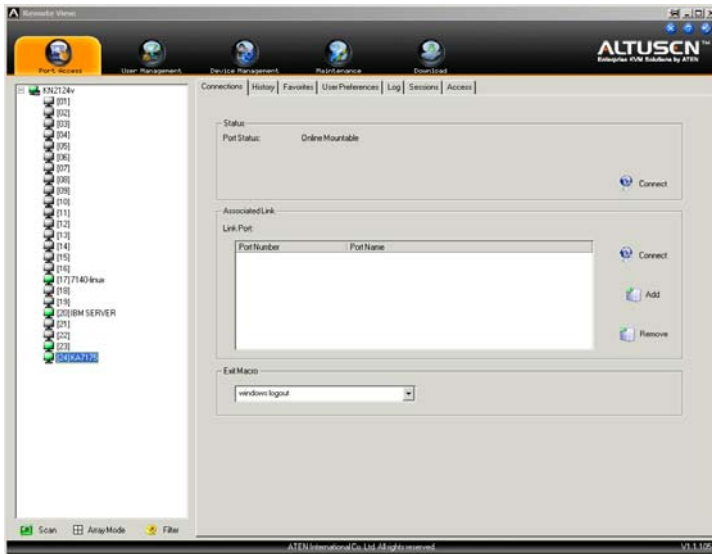 Remote View
ALTUSEN™
Enterprise KVM Solutions by ATEN
Port Access
User Management
Device Management
Maintenance
Download
KN2124v
[01]
[02]
[03]
[04]
[05]
[06]
[07]
[08]
[09]
[10]
[11]
[12]
[13]
[14]
[15]
[16]
[17]7140-linux
[18]
[19]
[20]IBM SERVER
[21]
[22]
[23]
[24]KA7175
Connections
History
Favorites
User Preferences
Log
Sessions
Access
Status
Port Status:
Online Mountable
Connect
Associated Link
Link Port:
Port Number
Port Name
Connect
Add
Remove
Exit Macro
windows logout
Scan
Array Mode
Filter
ATEN International Co., Ltd. All rights reserved.
V1.1.105